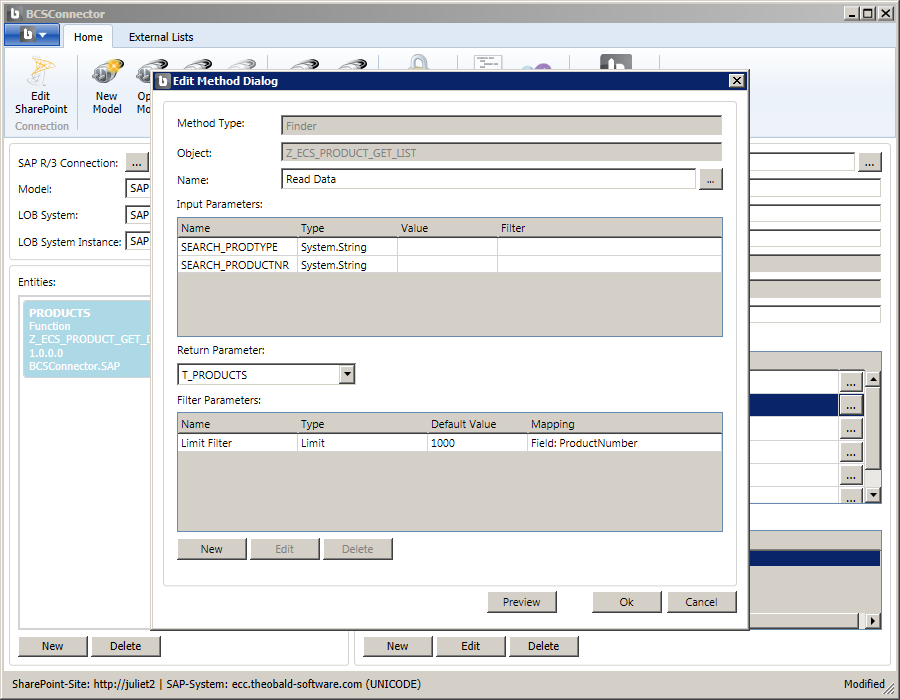 BCSConnector
Home
External Lists
Edit
SharePoint
New
Model
Op
Mo
Connection
SAP R/3 Connection:
...
...
Model:
SAP
LOB System:
SAP
LOB System Instance:
SAP
Entities:
PRODUCTS
Function
Z_ECS_PRODUCT_GET_
1.0.0.0
BCSConnector.SAP
Edit Method Dialog
Method Type:
Finder
Object:
Z_ECS_PRODUCT_GET_LIST
Name:
Read Data
...
Input Parameters:
Name Type Value Filter
SEARCH_PRODTYPE System.String
SEARCH_PRODUCTNR System.String
Return Parameter:
T_PRODUCTS
Filter Parameters:
Name Type Default Value Mapping
Limit Filter Limit 1000 Field: ProductNumber
New Edit Delete
Preview Ok Cancel
...
...
...
...
...
...
New Delete
New Edit Delete
SharePoint-Site: http://juliet2 | SAP-System: ecc.theobald-software.com (UNICODE)
Modified